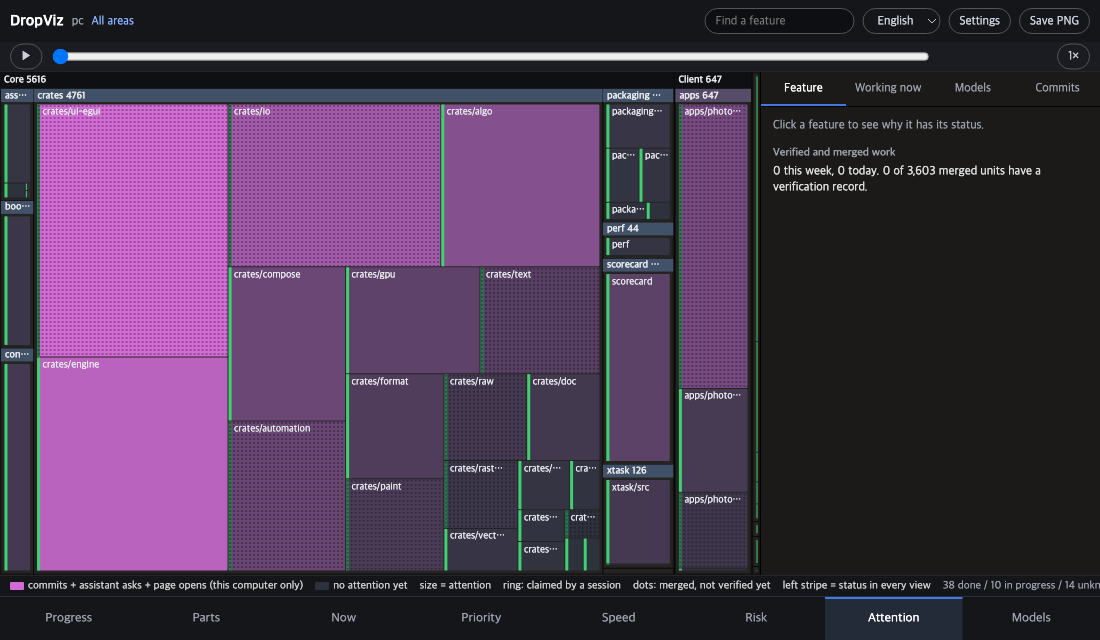 DropViz pc All areas
Find a feature
English
Settings
Save PNG
1×
Core 5616
Client 647
ass···
crates 4761
packaging ···
apps 647
crates/ui-egui
crates/io
crates/algo
packaging···
apps/photo···
pac···
pac···
boo···
packa···
perf 44
perf
scorecard ···
crates/compose
crates/gpu
crates/text
scorecard
con···
crates/engine
crates/format
crates/raw
crates/doc
apps/photo···
crates/automation
crates/rast···
crates/···
cra···
xtask 126
crates/paint
xtask/src
apps/photo···
crates···
crat···
crates/vect···
crates···
Feature
Working now
Models
Commits
Click a feature to see why it has its status.
Verified and merged work
0 this week, 0 today. 0 of 3,603 merged units have a
verification record.
commits + assistant asks + page opens (this computer only)
no attention yet
size = attention
ring: claimed by a session
dots: merged, not verified yet
left stripe = status in every view
38 done / 10 in progress / 14 unkn
Progress
Parts
Now
Priority
Speed
Risk
Attention
Models